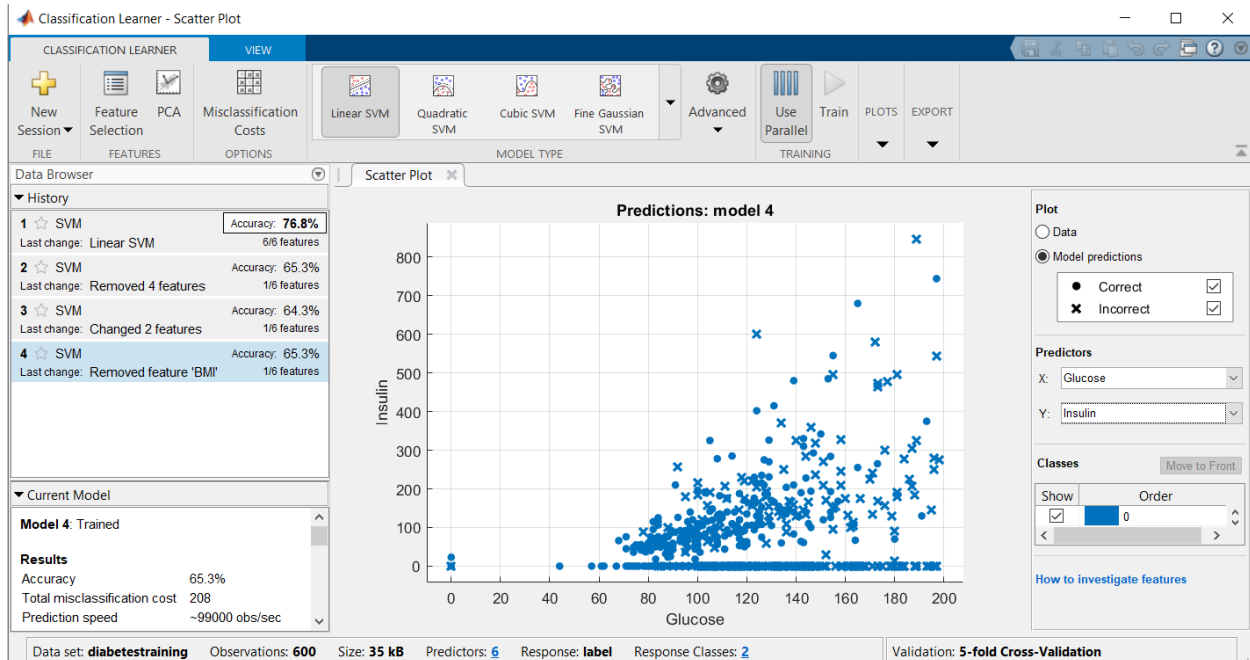 Classification Learner - Scatter Plot
CLASSIFICATION LEARNER
VIEW
New Session
Feature Selection
PCA
Misclassification Costs
Linear SVM
Quadratic SVM
Cubic SVM
Fine Gaussian SVM
Advanced
Use Parallel
Train
PLOTS
EXPORT
FILE
FEATURES
OPTIONS
MODEL TYPE
TRAINING
Data Browser
History
1 SVM Accuracy: 76.8%
Last change: Linear SVM 6/6 features
2 SVM Accuracy: 65.3%
Last change: Removed 4 features 1/6 features
3 SVM Accuracy: 64.3%
Last change: Changed 2 features 1/6 features
4 SVM Accuracy: 65.3%
Last change: Removed feature 'BMI' 1/6 features
Current Model
Model 4: Trained
Results
Accuracy 65.3%
Total misclassification cost 208
Prediction speed ~99000 obs/sec
Scatter Plot
Predictions: model 4
800
700
600
500
400
300
200
100
0
Insulin
0 20 40 60 80 100 120 140 160 180 200
Glucose
Plot
Data
Model predictions
Correct
Incorrect
Predictors
X: Glucose
Y: Insulin
Classes
Move to Front
Show Order
0
How to investigate features
Data set: diabetestraining Observations: 600 Size: 35 kB Predictors: 6 Response: label Response Classes: 2
Validation: 5-fold Cross-Validation